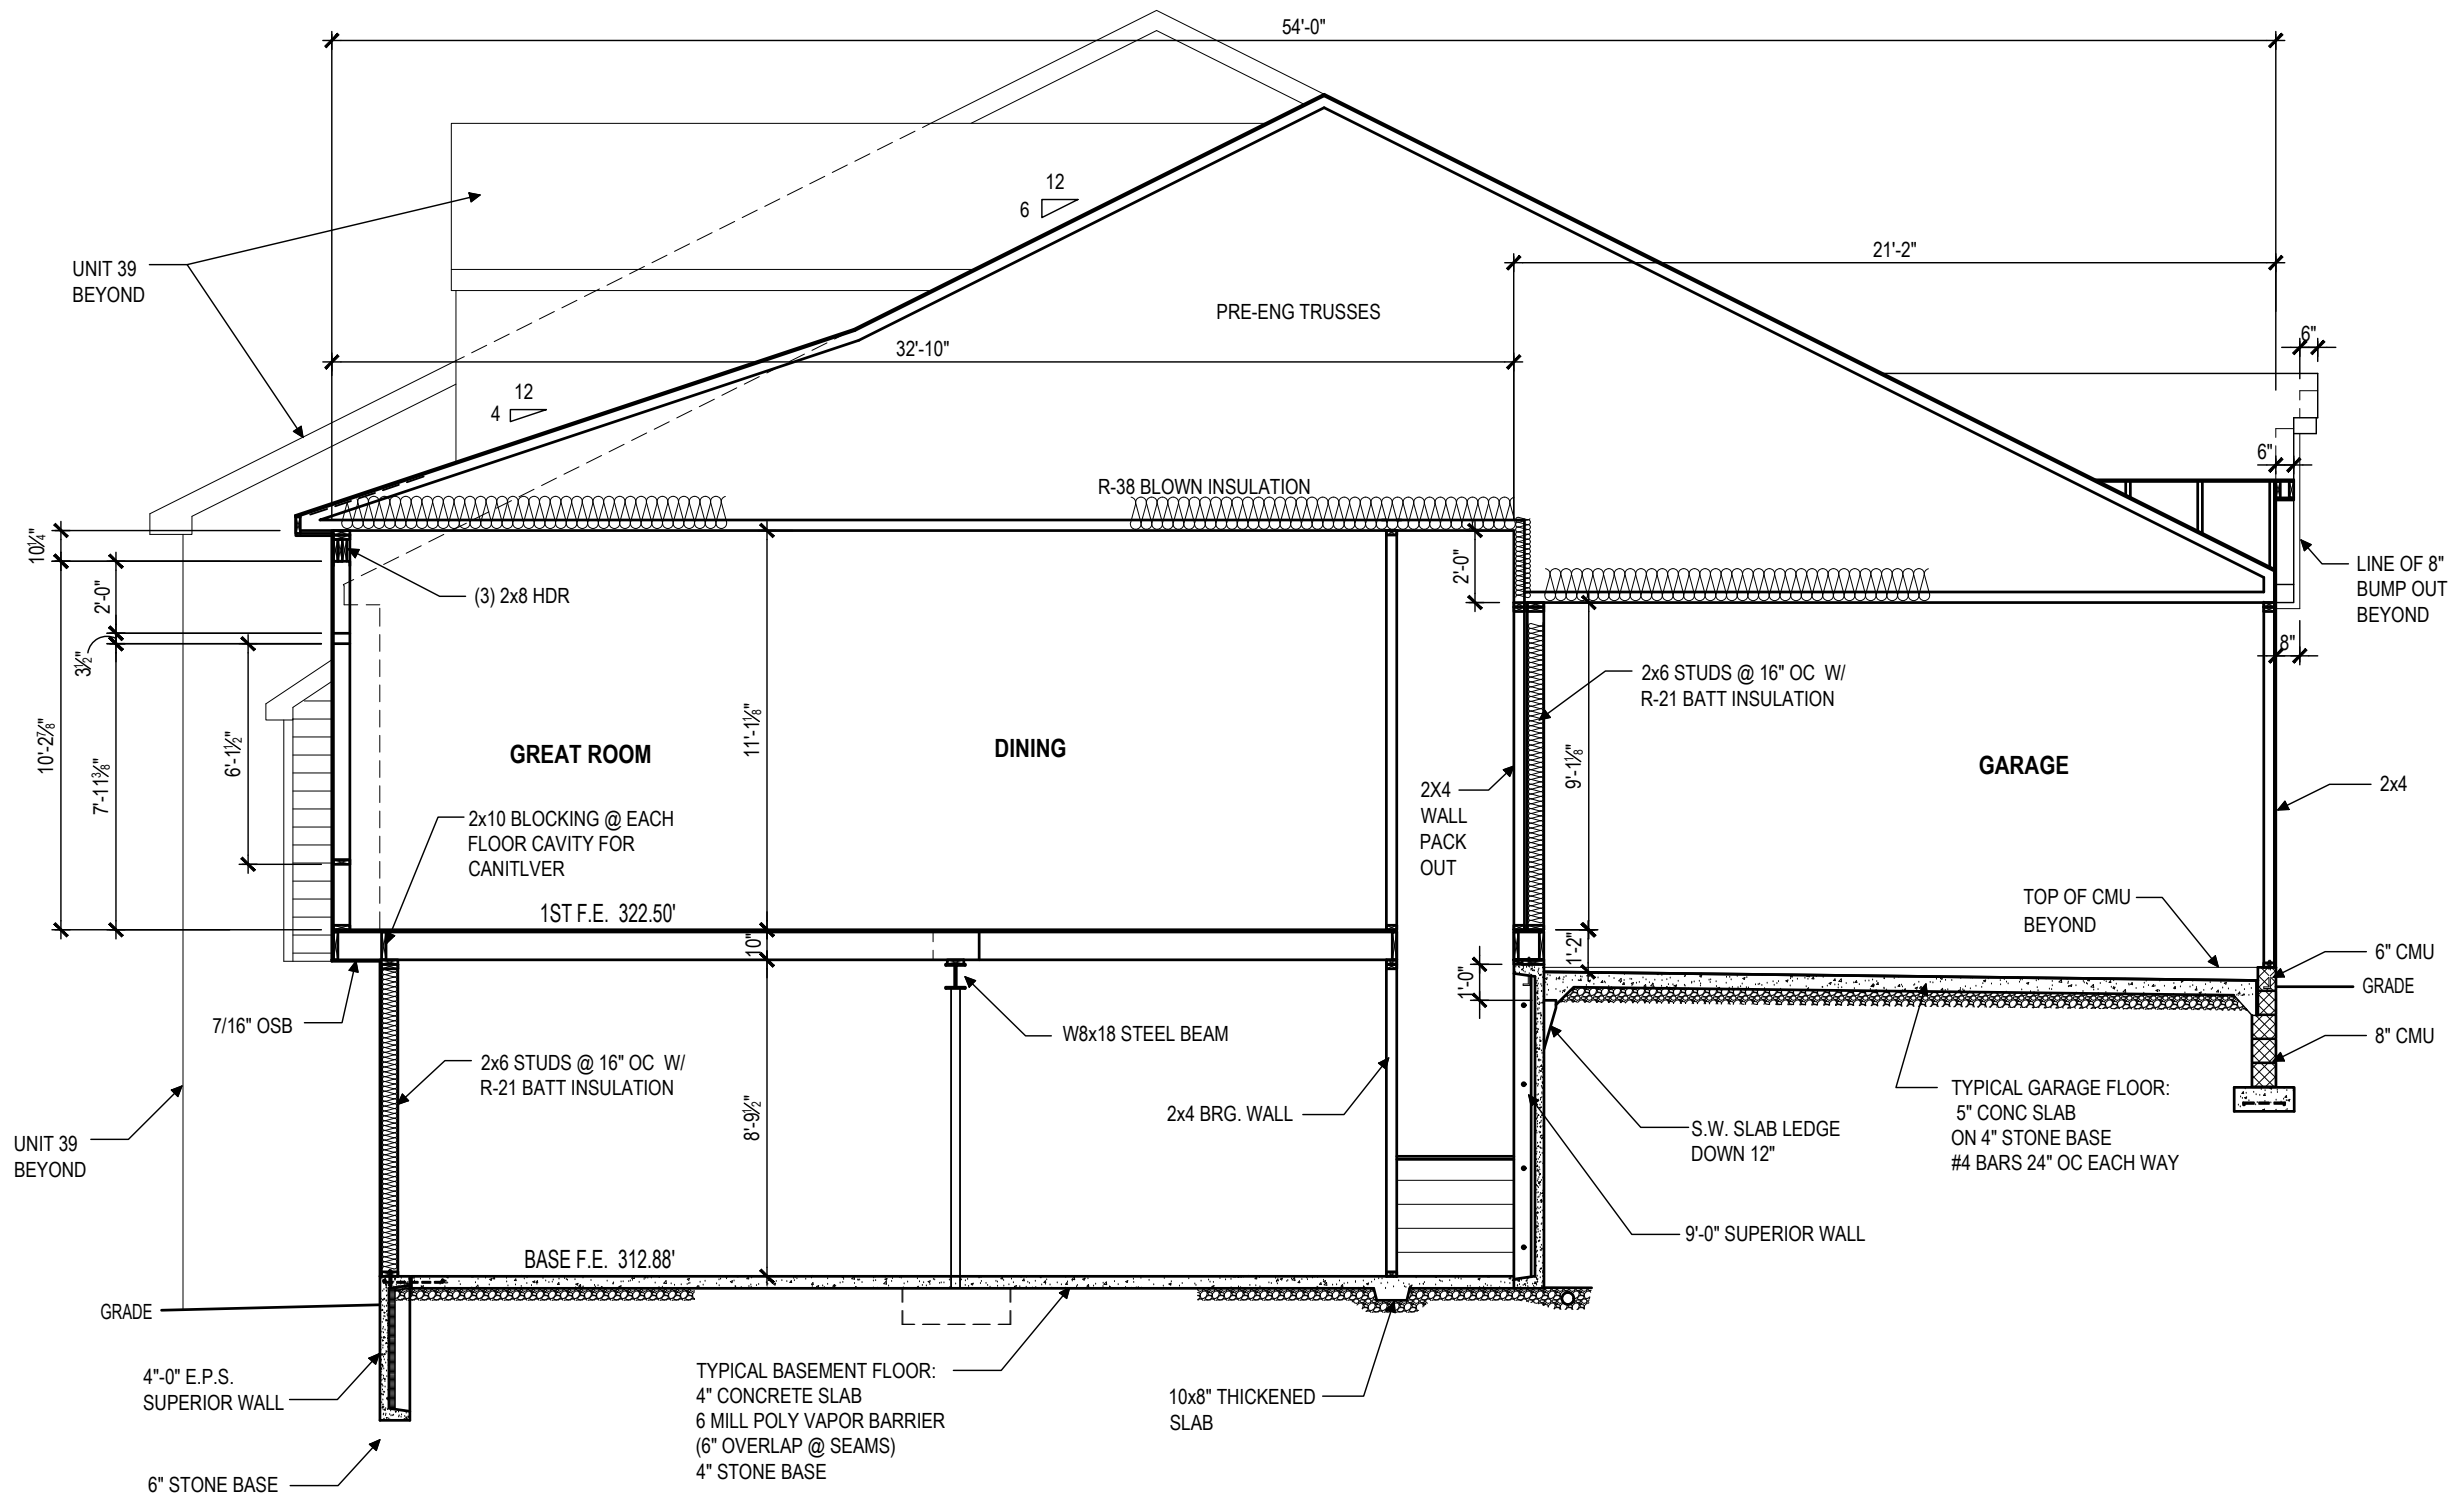 54'-0"
12
6
21'-2"
UNIT 39
BEYOND
PRE-ENG TRUSSES
6"
32'-10"
12
4
6"
R-38 BLOWN INSULATION
10¼"
2'-0"
LINE OF 8"
BUMP OUT
BEYOND
(3) 2x8 HDR
2'-0"
3½"
8"
2x6 STUDS @ 16" OC W/
R-21 BATT INSULATION
10'-2⅞"
7'-11⅜"
6'-1½"
11'-1⅛"
9'-1⅛"
GREAT ROOM
DINING
GARAGE
2X4
WALL
PACK
OUT
2x4
2x10 BLOCKING @ EACH
FLOOR CAVITY FOR
CANITLVER
TOP OF CMU
BEYOND
1ST F.E. 322.50'
10"
1'-2"
1'-0"
6" CMU
GRADE
7/16" OSB
W8x18 STEEL BEAM
8" CMU
2x6 STUDS @ 16" OC W/
R-21 BATT INSULATION
8'-9½"
2x4 BRG. WALL
S.W. SLAB LEDGE
DOWN 12"
TYPICAL GARAGE FLOOR:
5" CONC SLAB
ON 4" STONE BASE
#4 BARS 24" OC EACH WAY
UNIT 39
BEYOND
9'-0" SUPERIOR WALL
BASE F.E. 312.88'
GRADE
4"-0" E.P.S.
SUPERIOR WALL
TYPICAL BASEMENT FLOOR:
4" CONCRETE SLAB
6 MILL POLY VAPOR BARRIER
(6" OVERLAP @ SEAMS)
4" STONE BASE
10x8" THICKENED
SLAB
6" STONE BASE